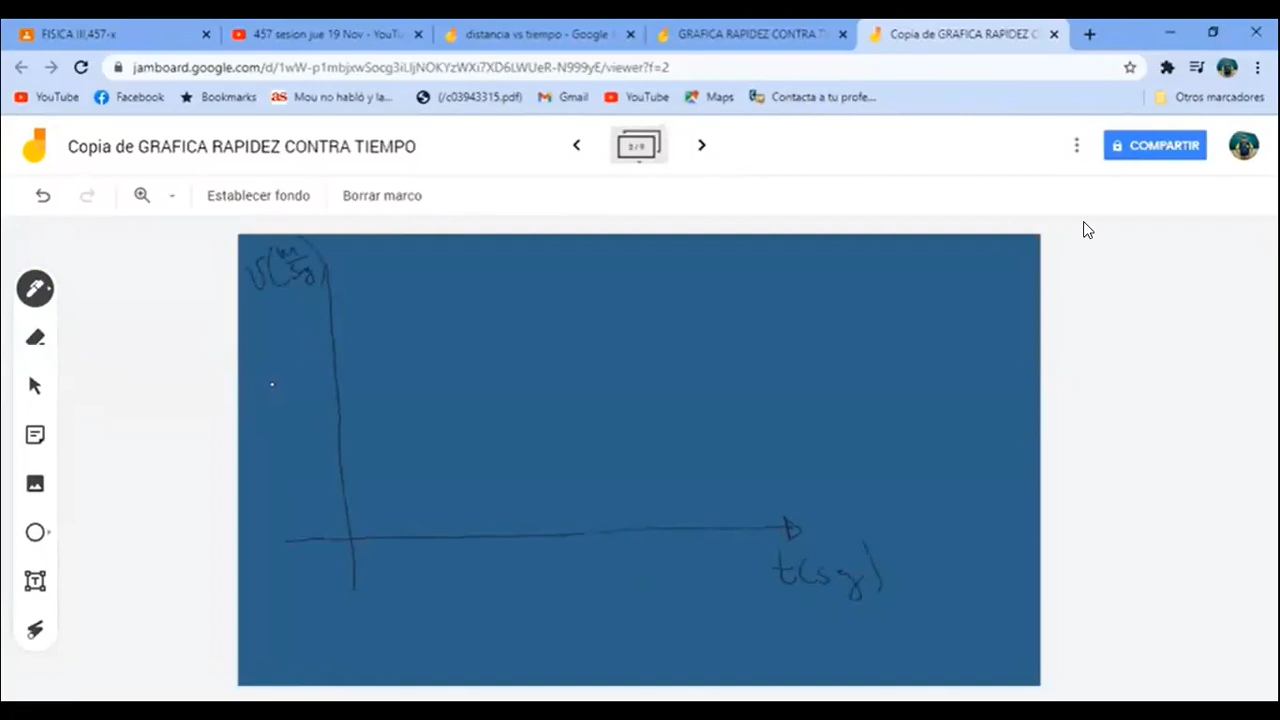 FISICA III,457-x
457 sesion jue 19 Nov - YouTu
distancia vs tiempo - Google
GRAFICA RAPIDEZ CONTRA T
Copia de GRAFICA RAPIDEZ C
jamboard.google.com/d/1wW-p1mbjxwSocg3iLljNOKYzWXi7XD6LWUeR-N999yE/viewer?f=2
YouTube
Facebook
Bookmarks
as Mou no habló y la...
(/c03943315.pdf)
Gmail
YouTube
Maps
Contacta a tu profe...
Otros marcadores
Copia de GRAFICA RAPIDEZ CONTRA TIEMPO
2/9
COMPARTIR
Establecer fondo
Borrar marco
v(m/sg)
t(sg)